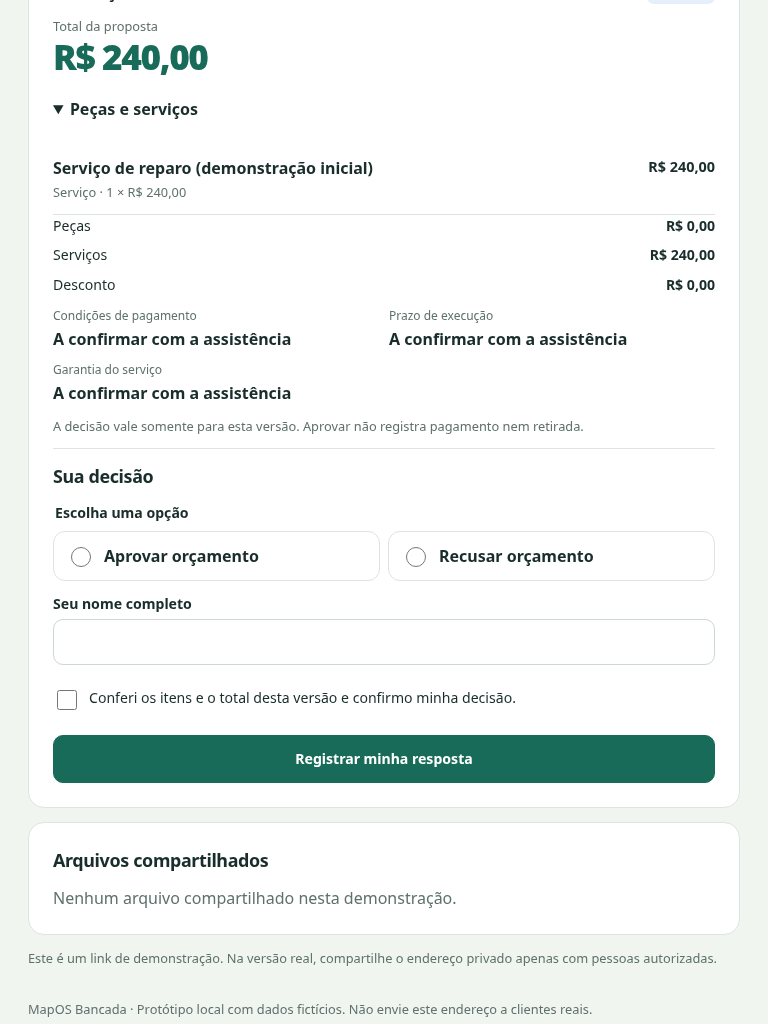 Total da proposta
R$ 240,00
▼ Peças e serviços
Serviço de reparo (demonstração inicial) R$ 240,00
Serviço · 1 × R$ 240,00
Peças R$ 0,00
Serviços R$ 240,00
Desconto R$ 0,00
Condições de pagamento Prazo de execução
A confirmar com a assistência A confirmar com a assistência
Garantia do serviço
A confirmar com a assistência
A decisão vale somente para esta versão. Aprovar não registra pagamento nem retirada.
Sua decisão
Escolha uma opção
Aprovar orçamento Recusar orçamento
Seu nome completo
Conferi os itens e o total desta versão e confirmo minha decisão.
Registrar minha resposta
Arquivos compartilhados
Nenhum arquivo compartilhado nesta demonstração.
Este é um link de demonstração. Na versão real, compartilhe o endereço privado apenas com pessoas autorizadas.
MapOS Bancada · Protótipo local com dados fictícios. Não envie este endereço a clientes reais.